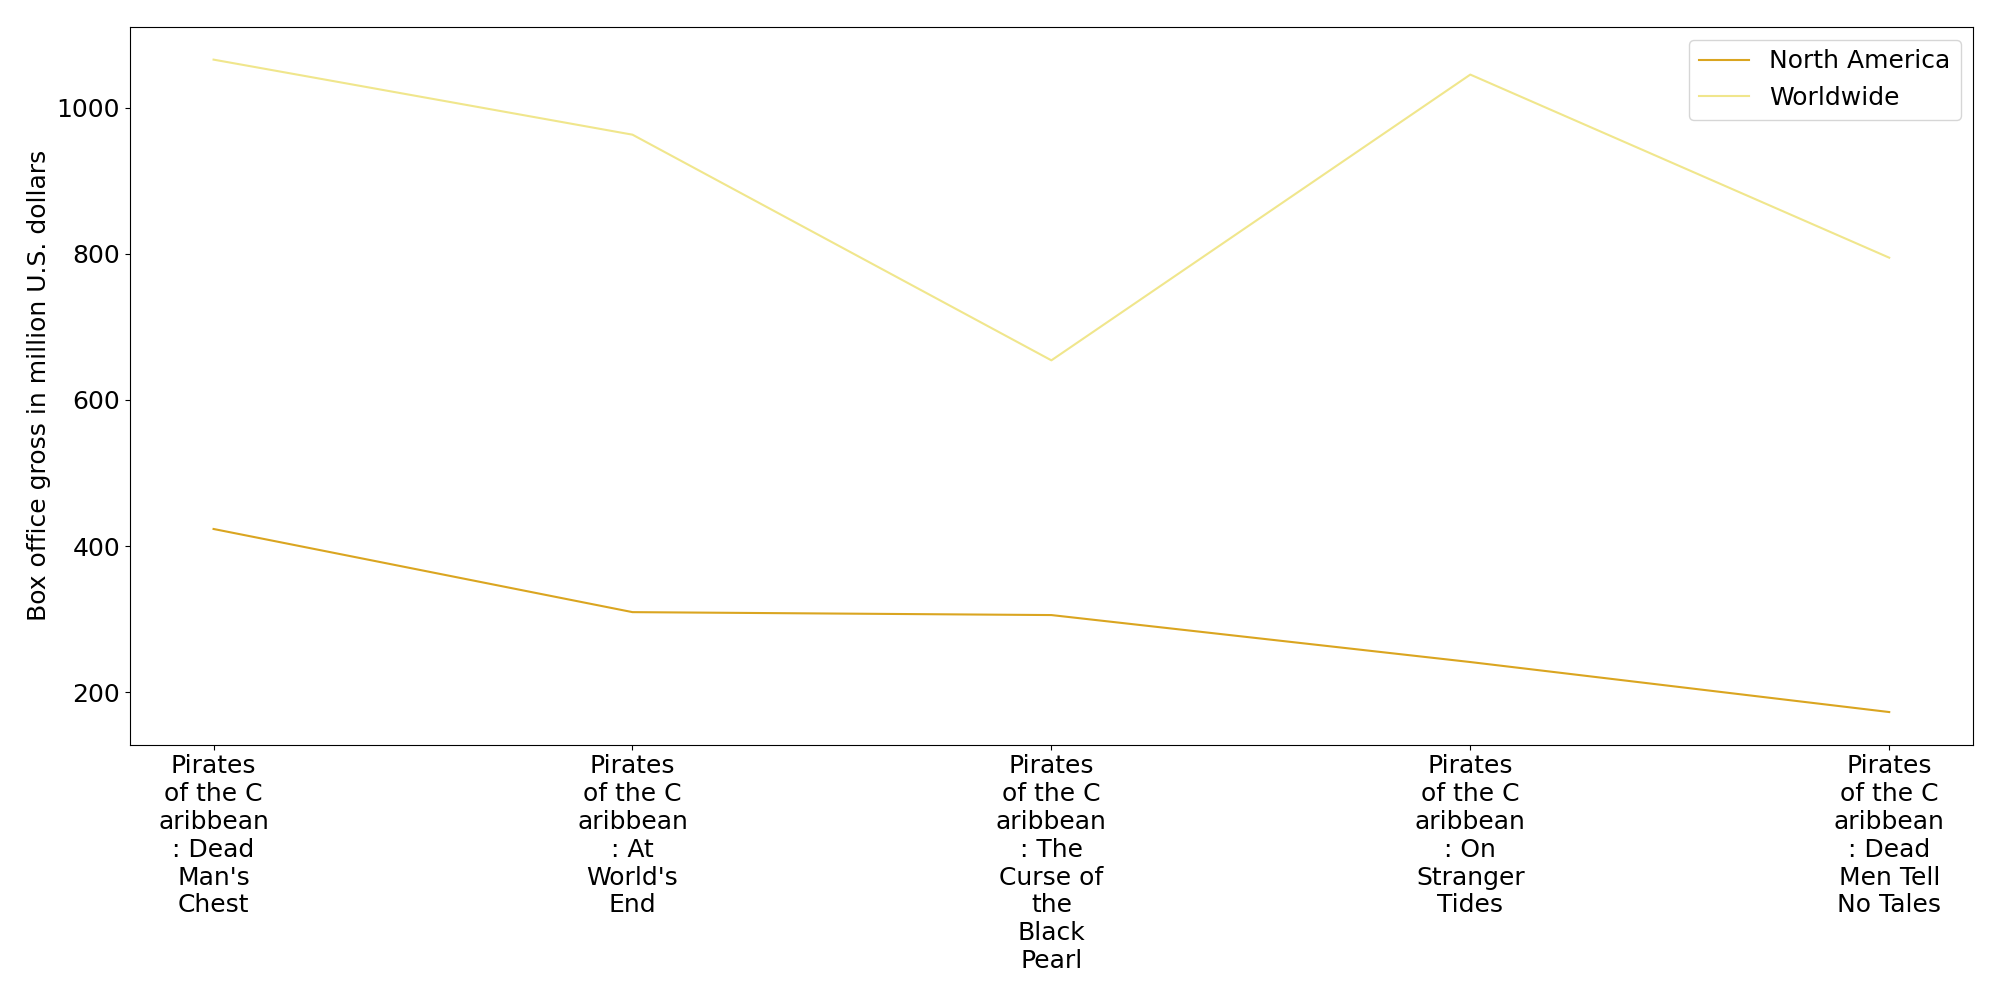 North America
Worldwide
Box office gross in million U.S. dollars
1000
800
600
400
200
Pirates
of the C
aribbean
: Dead
Man's
Chest
Pirates
of the C
aribbean
: At
World's
End
Pirates
of the C
aribbean
: The
Curse of
the
Black
Pearl
Pirates
of the C
aribbean
: On
Stranger
Tides
Pirates
of the C
aribbean
: Dead
Men Tell
No Tales